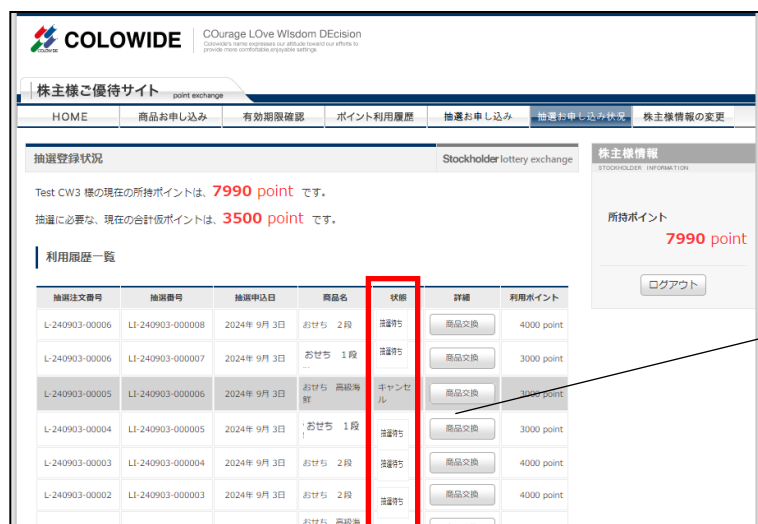 COLOWIDE
COLOWIDE
COUrage LOve WIsdom DEcision
Colowide's name expresses our attitude toward our efforts to
provide more comfortable,enjoyable settings.
株主様ご優待サイト point exchange
HOME 商品お申し込み 有効期限確認 ポイント利用履歴 抽選お申し込み 抽選お申し込み状況 株主様情報の変更
抽選登録状況 Stockholder lottery exchange
Test CW3 様の現在の所持ポイントは、7990 point です。
抽選に必要な、現在の合計仮ポイントは、3500 point です。
利用履歴一覧
抽選注文番号 抽選番号 抽選申込日 商品名 状態 詳細 利用ポイント
L-240903-00006 LI-240903-000008 2024年 9月 3日 おせち 2段 抽選待ち 商品交換 4000 point
L-240903-00006 LI-240903-000007 2024年 9月 3日 おせち 1段 抽選待ち 商品交換 3000 point
L-240903-00005 LI-240903-000006 2024年 9月 3日 おせち 高級海鮮 キャンセル 商品交換 3000 point
L-240903-00004 LI-240903-000005 2024年 9月 3日 おせち 1段 抽選待ち 商品交換 3000 point
L-240903-00003 LI-240903-000004 2024年 9月 3日 おせち 2段 抽選待ち 商品交換 4000 point
L-240903-00002 LI-240903-000003 2024年 9月 3日 おせち 2段 抽選待ち 商品交換 4000 point
おせち 高級海
株主様情報
STOCKHOLDER INFORMATION
所持ポイント
7990 point
ログアウト